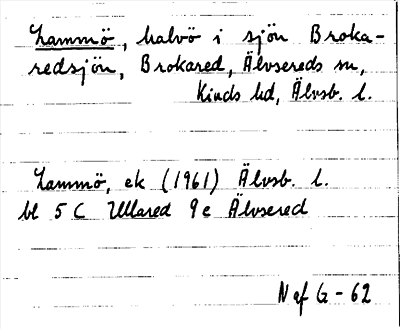 Lammö, halvö i sjön Broka-
redsjön, Brokared, Älvsereds sn,
Kinds hd, Älvsb. l.
Lammö, ek (1961) Älvsb. l.
bl 5 C Ullared 9 c Älvsered
N af G - 62